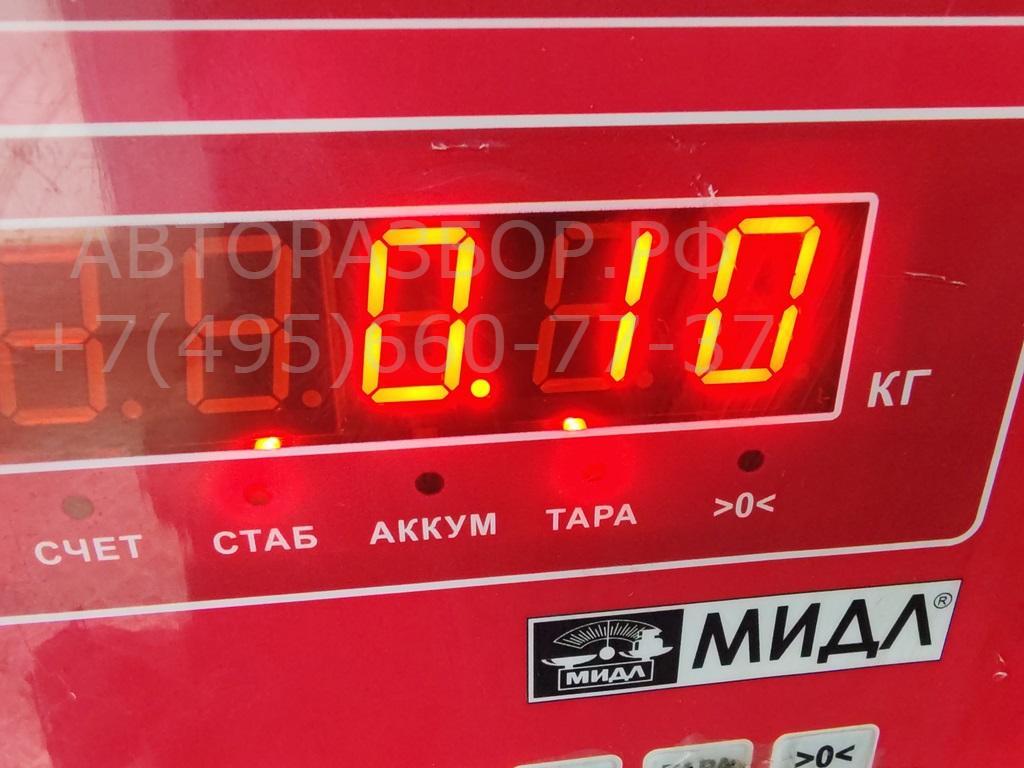 АВТОРАЗБОР.РФ
+7(495)660-77-37
0.10
КГ
СЧЕТ СТАБ АККУМ ТАРА >0<
МИДЛ МИДЛ®
>0<